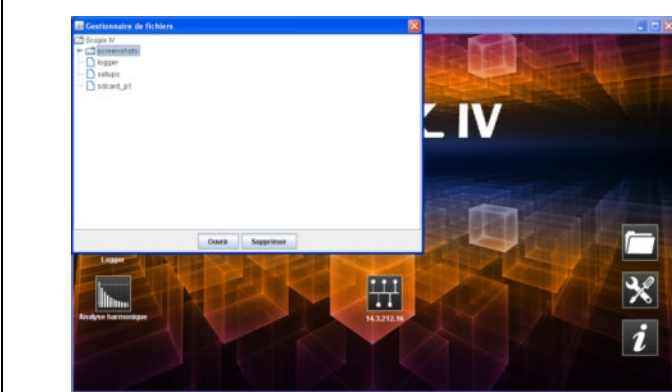 Gestionnaire de fichiers
Scopix IV
screenshots
logger
setups
sdcard_p1
IV
Ouvrir Supprimer
Logger
Analyse harmonique
14.3.212.16